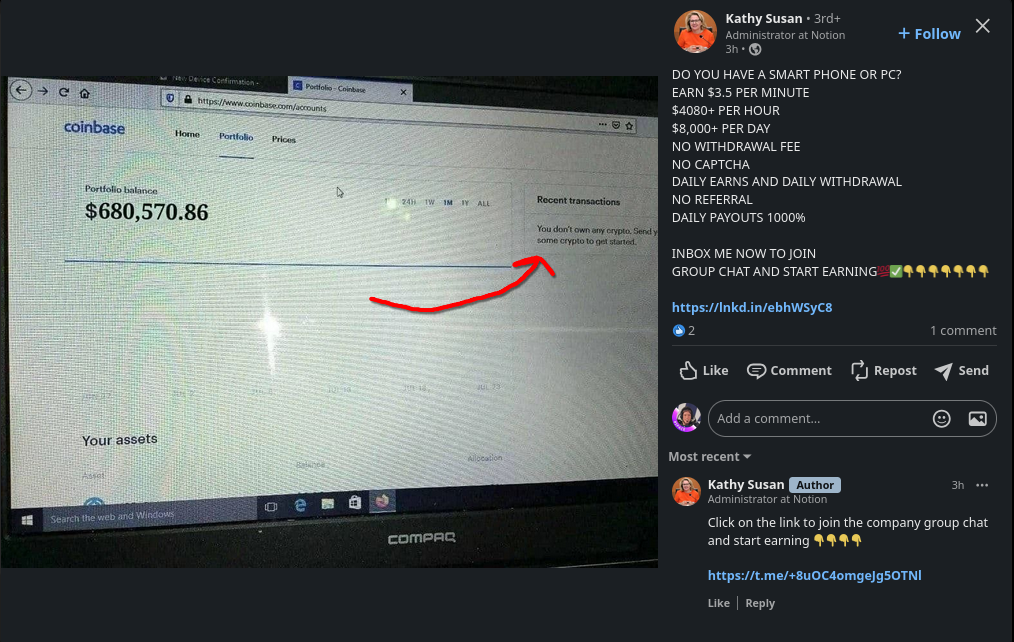 New Device Confirmation -
Portfolio - Coinbase
https://www.coinbase.com/accounts
coinbase
Home
Portfolio
Prices
Portfolio balance
$680,570.86
24H 1W 1M 1Y ALL
Recent transactions
You don't own any crypto. Send y
some crypto to get started.
JUL 18
JUL 23
Your assets
Asset
Balance
Allocation
Search the web and Windows
COMPAQ
Kathy Susan • 3rd+
Administrator at Notion
3h •
+ Follow
DO YOU HAVE A SMART PHONE OR PC?
EARN $3.5 PER MINUTE
$4080+ PER HOUR
$8,000+ PER DAY
NO WITHDRAWAL FEE
NO CAPTCHA
DAILY EARNS AND DAILY WITHDRAWAL
NO REFERRAL
DAILY PAYOUTS 1000%
INBOX ME NOW TO JOIN
GROUP CHAT AND START EARNING💯✅👇👇👇👇👇👇👇
https://lnkd.in/ebhWSyC8
2
1 comment
Like
Comment
Repost
Send
Add a comment...
Most recent
Kathy Susan Author
3h
Administrator at Notion
Click on the link to join the company group chat
and start earning 👇👇👇👇
https://t.me/+8uOC4omgeJg5OTNl
Like | Reply